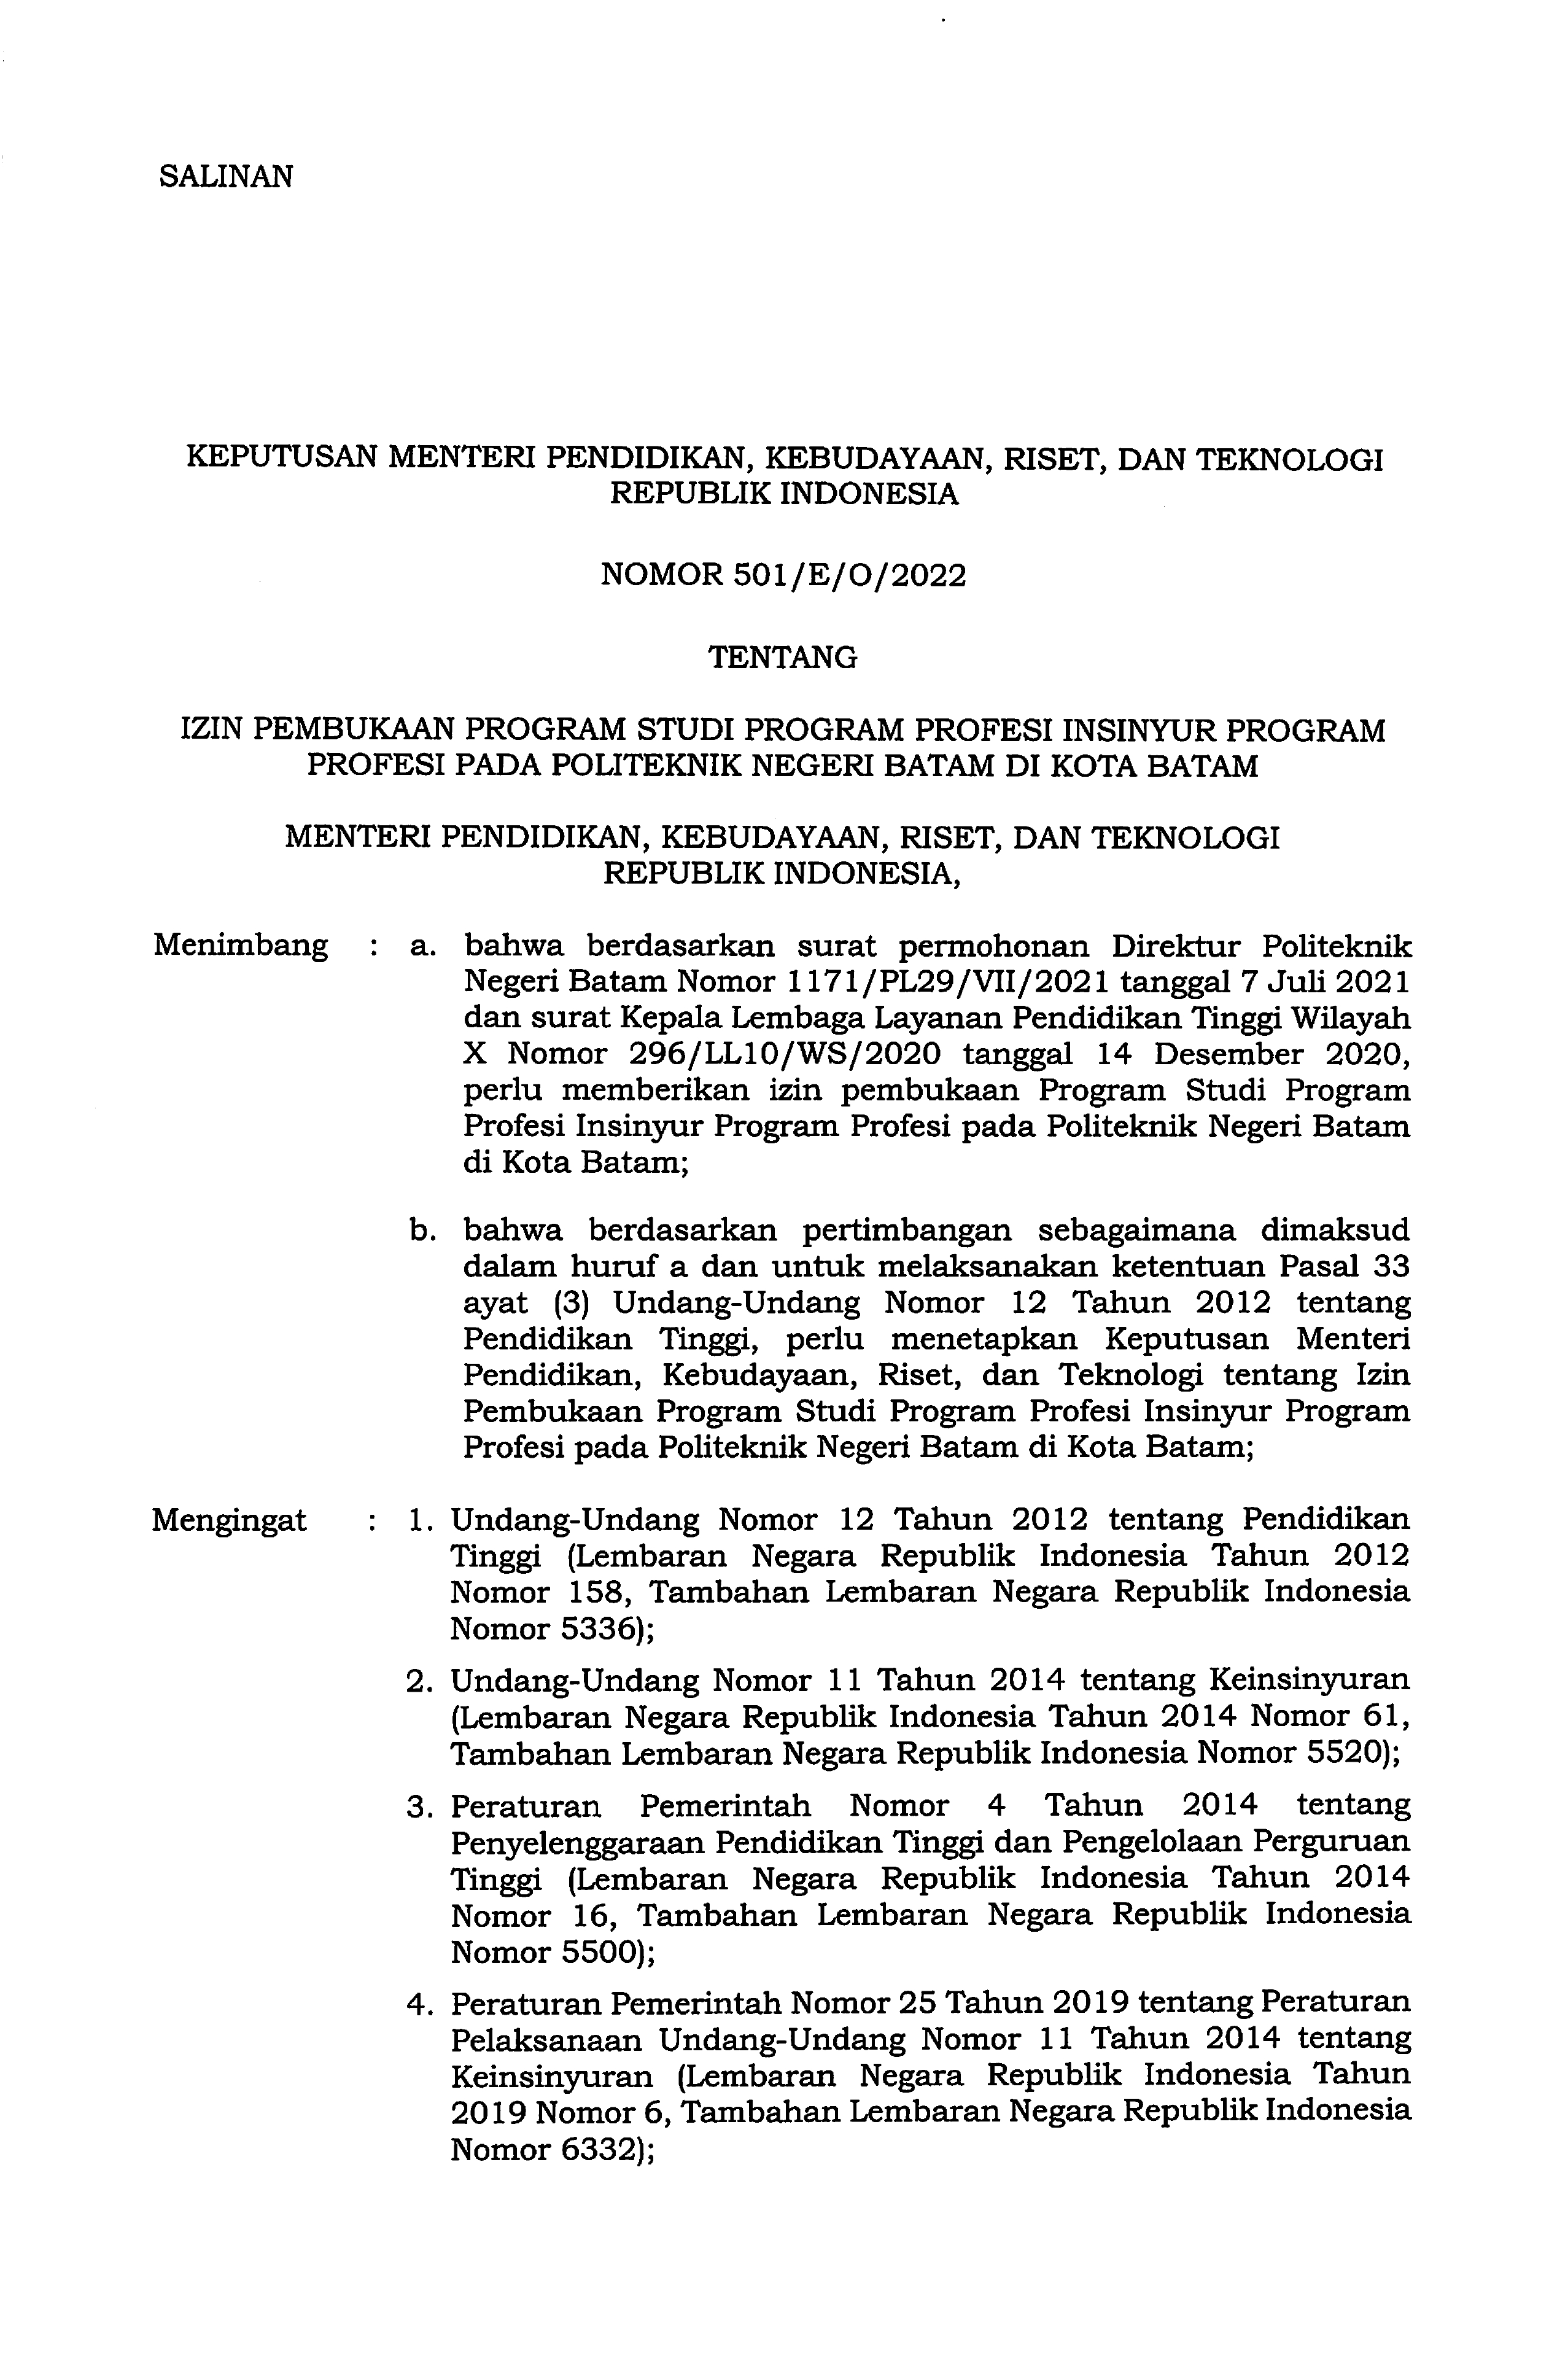 SALINAN
KEPUTUSAN MENTERI PENDIDIKAN, KEBUDAYAAN, RISET, DAN TEKNOLOGI
REPUBLIK INDONESIA
NOMOR 501/E/O/2022
TENTANG
IZIN PEMBUKAAN PROGRAM STUDI PROGRAM PROFESI INSINYUR PROGRAM
PROFESI PADA POLITEKNIK NEGERI BATAM DI KOTA BATAM
MENTERI PENDIDIKAN, KEBUDAYAAN, RISET, DAN TEKNOLOGI
REPUBLIK INDONESIA,
Menimbang : a. bahwa berdasarkan surat permohonan Direktur Politeknik
Negeri Batam Nomor 1171/PL29/VII/2021 tanggal 7 Juli 2021
dan surat Kepala Lembaga Layanan Pendidikan Tinggi Wilayah
X Nomor 296/LL10/WS/2020 tanggal 14 Desember 2020,
perlu memberikan izin pembukaan Program Studi Program
Profesi Insinyur Program Profesi pada Politeknik Negeri Batam
di Kota Batam;
b. bahwa berdasarkan pertimbangan sebagaimana dimaksud
dalam huruf a dan untuk melaksanakan ketentuan Pasal 33
ayat (3) Undang-Undang Nomor 12 Tahun 2012 tentang
Pendidikan Tinggi, perlu menetapkan Keputusan Menteri
Pendidikan, Kebudayaan, Riset, dan Teknologi tentang Izin
Pembukaan Program Studi Program Profesi Insinyur Program
Profesi pada Politeknik Negeri Batam di Kota Batam;
Mengingat : 1. Undang-Undang Nomor 12 Tahun 2012 tentang Pendidikan
Tinggi (Lembaran Negara Republik Indonesia Tahun 2012
Nomor 158, Tambahan Lembaran Negara Republik Indonesia
Nomor 5336);
2. Undang-Undang Nomor 11 Tahun 2014 tentang Keinsinyuran
(Lembaran Negara Republik Indonesia Tahun 2014 Nomor 61,
Tambahan Lembaran Negara Republik Indonesia Nomor 5520);
3. Peraturan Pemerintah Nomor 4 Tahun 2014 tentang
Penyelenggaraan Pendidikan Tinggi dan Pengelolaan Perguruan
Tinggi (Lembaran Negara Republik Indonesia Tahun 2014
Nomor 16, Tambahan Lembaran Negara Republik Indonesia
Nomor 5500);
4. Peraturan Pemerintah Nomor 25 Tahun 2019 tentang Peraturan
Pelaksanaan Undang-Undang Nomor 11 Tahun 2014 tentang
Keinsinyuran (Lembaran Negara Republik Indonesia Tahun
2019 Nomor 6, Tambahan Lembaran Negara Republik Indonesia
Nomor 6332);